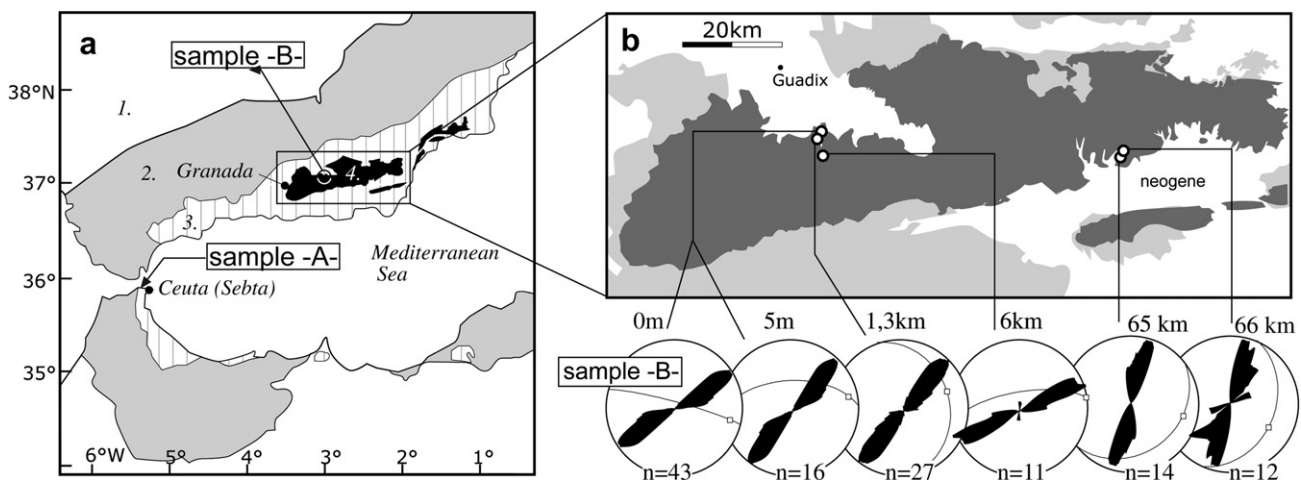 a
sample -B-
38°N
1.
2.
Granada
4.
37°
3.
sample -A-
Mediterranean
Sea
36°
Ceuta (Sebta)
35°
6°W 5° 4° 3° 2° 1°
b
20km
Guadix
neogene
0m 5m 1,3km 6km 65 km 66 km
sample -B-
n=43 n=16 n=27 n=11 n=14 n=12